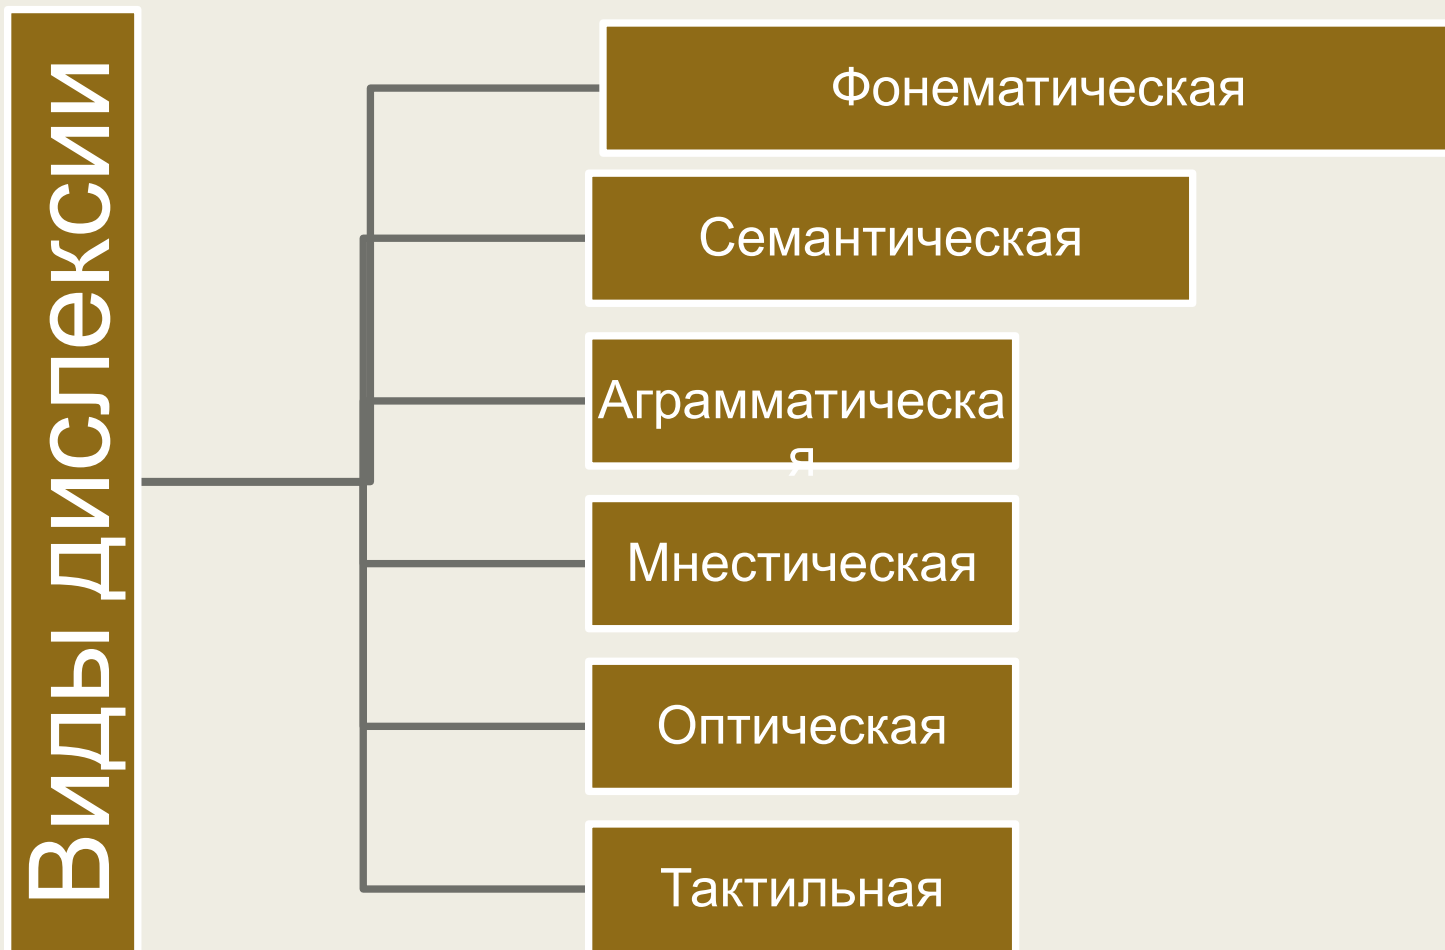 Виды дислексии
Фонематическая
Семантическая
Аграмматическа
я
Мнестическая
Оптическая
Тактильная